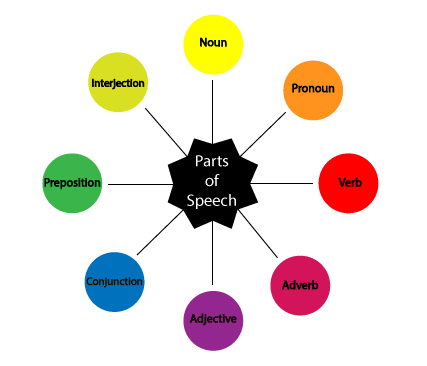 Noun
Interjection
Pronoun
Parts
of
Speech
Preposition
Verb
Conjunction
Adverb
Adjective